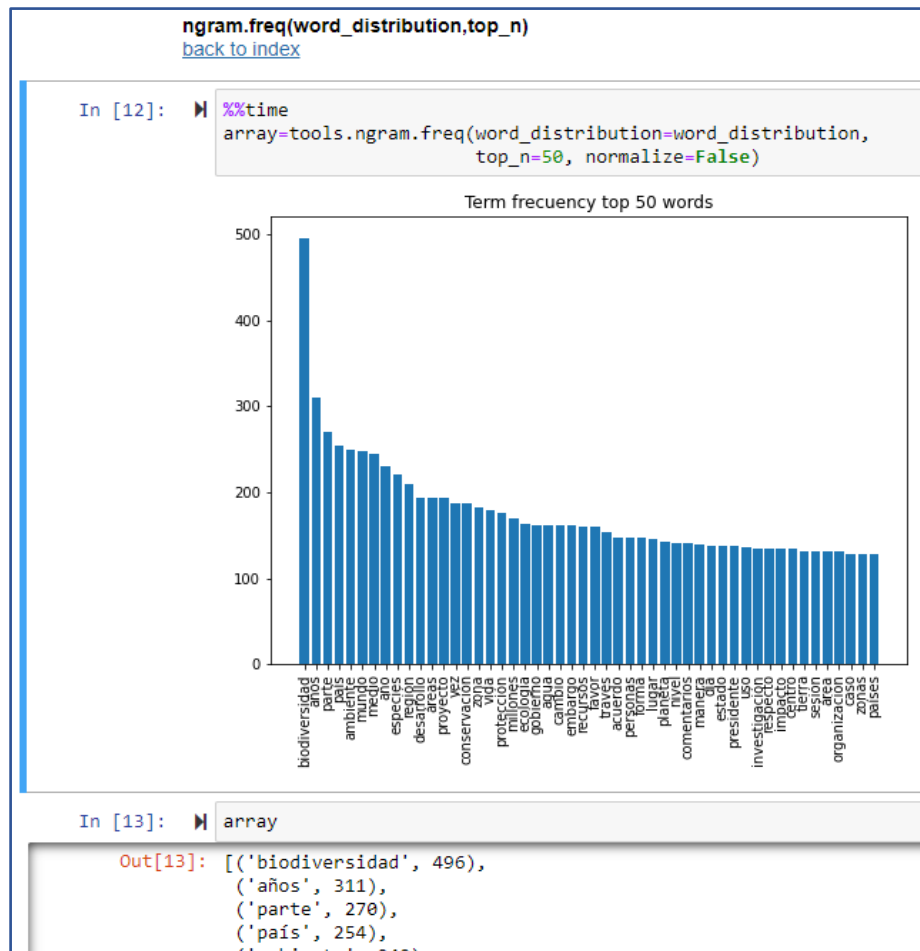 ngram.freq(word_distribution,top_n)
back to index
In [12]:
%%time
array=tools.ngram.freq(word_distribution=word_distribution,
top_n=50, normalize=False)
Term frecuency top 50 words
500
400
300
200
100
0
biodiversidad
años
parte
país
ambiente
mundo
medio
año
especies
región
desarrollo
áreas
proyecto
vez
conservación
zona
vida
protección
millones
ecología
gobierno
agua
cambio
embargo
recursos
favor
través
acuerdo
personas
forma
lugar
planeta
nivel
comentarios
manera
día
estado
presidente
uso
investigación
respecto
impacto
centro
tierra
sesión
área
organización
caso
zonas
países
In [13]:
array
Out[13]: [('biodiversidad', 496),
('años', 311),
('parte', 270),
('país', 254),